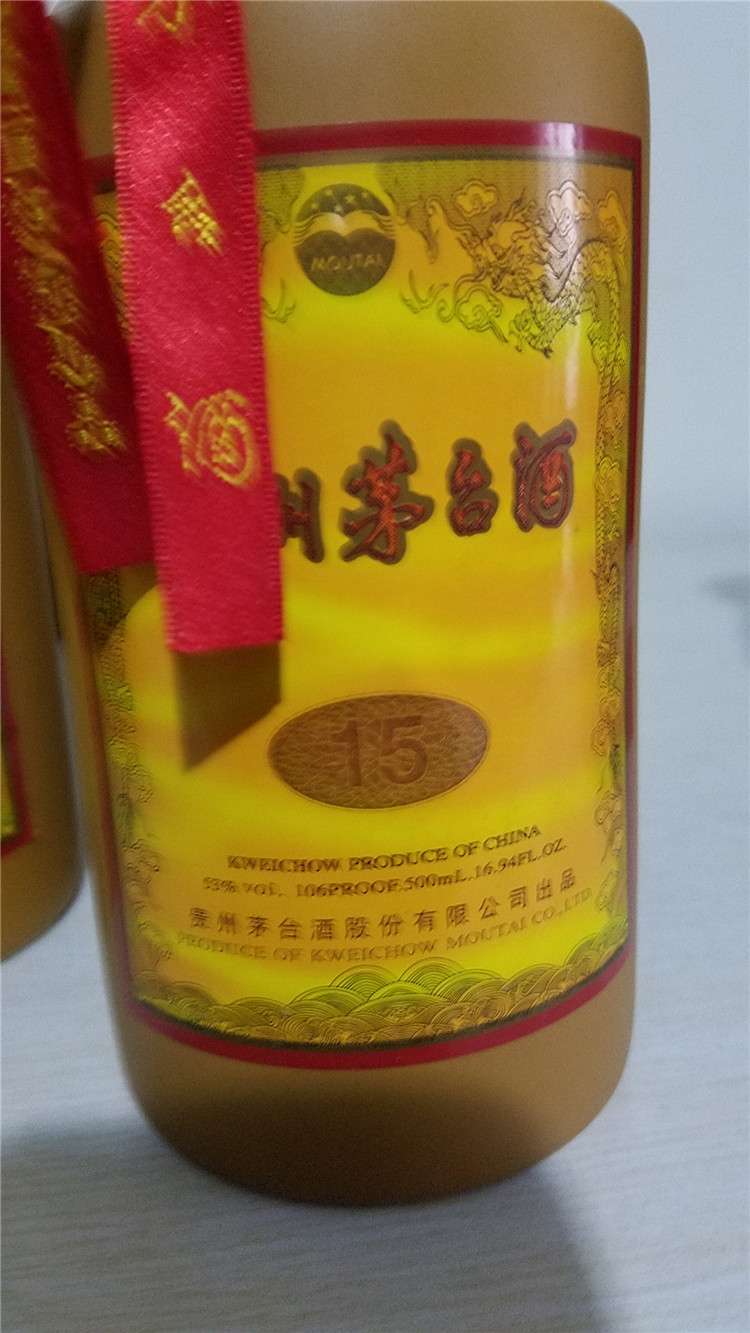 酒
MOUTAI
州茅台酒
15
KWEICHOW PRODUCE OF CHINA
53% VOL. 106PROOF.500mL.16.94FL.OZ.
贵州茅台酒股份有限公司出品
PRODUCE OF KWEICHOW MOUTAI CO.,LTD